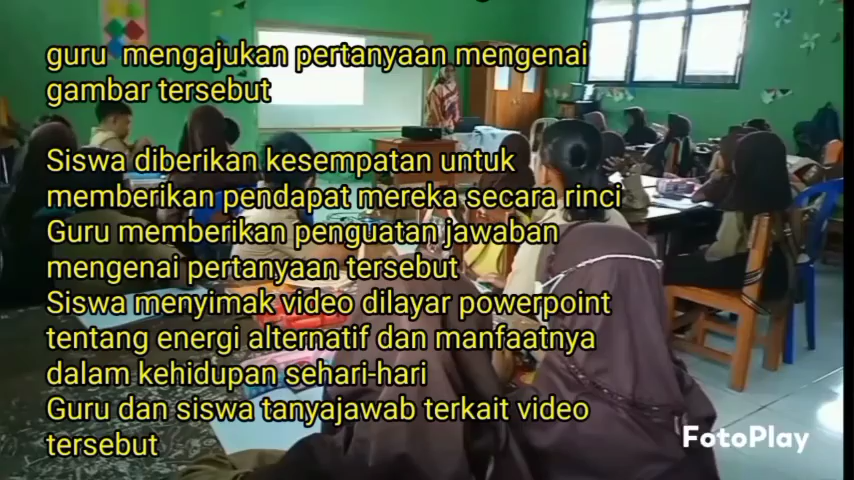 guru mengajukan pertanyaan mengenai
gambar tersebut
Siswa diberikan kesempatan untuk
memberikan pendapat mereka secara rinci
Guru memberikan penguatan jawaban
mengenai pertanyaan tersebut
Siswa menyimak video dilayar powerpoint
tentang energi alternatif dan manfaatnya
dalam kehidupan sehari-hari
Guru dan siswa tanyajawab terkait video
tersebut
FotoPlay